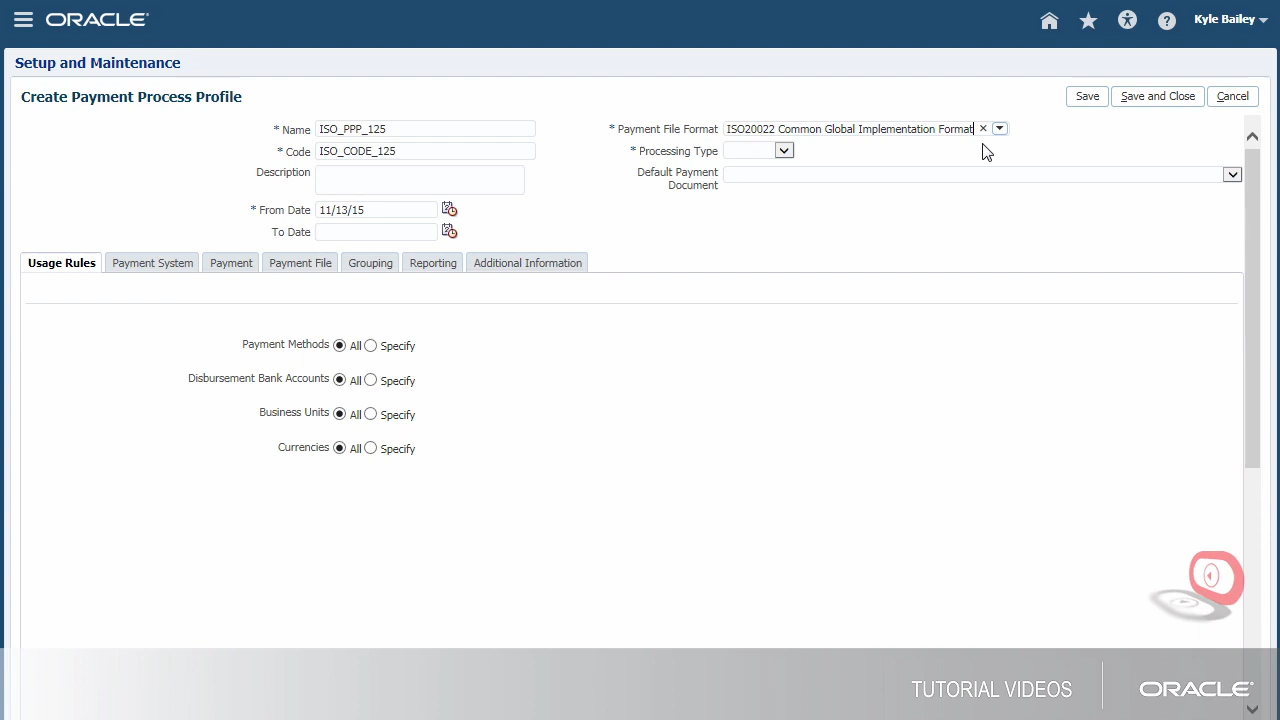 ORACLE
Kyle Bailey
Setup and Maintenance
Create Payment Process Profile
Save
Save and Close
Cancel
* Name ISO_PPP_125
* Code ISO_CODE_125
Description
* From Date 11/13/15
To Date
* Payment File Format ISO20022 Common Global Implementation Format
* Processing Type
Default Payment
Document
Usage Rules
Payment System
Payment
Payment File
Grouping
Reporting
Additional Information
Payment Methods All Specify
Disbursement Bank Accounts All Specify
Business Units All Specify
Currencies All Specify
TUTORIAL VIDEOS
ORACLE